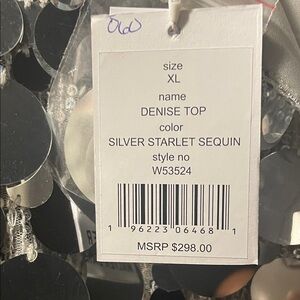 060
size
XL
name
DENISE TOP
color
SILVER STARLET SEQUIN
style no
W53524
1 96223 06468 1
MSRP $298.00